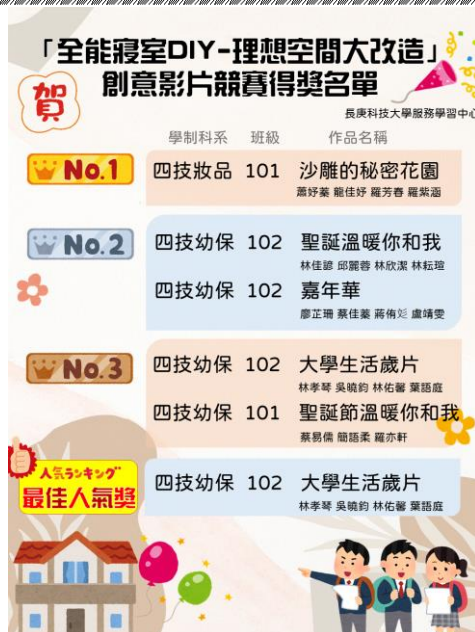 「全能寢室DIY-理想空間大改造」
創意影片競賽得獎名單
賀
長庚科技大學服務學習中心
學制科系 班級 作品名稱
No.1 四技妝品 101 沙雕的秘密花園
蕭妤蓁 龍佳妤 羅芳春 羅紫涵
No.2 四技幼保 102 聖誕溫暖你和我
林佳諺 邱麗蓉 林欣潔 林耘瑄
四技幼保 102 嘉年華
廖芷珊 蔡佳蓁 蔣侑彣 盧靖雯
No.3 四技幼保 102 大學生活歲片
林孝琴 吳曉鈞 林佑馨 葉語庭
四技幼保 101 聖誕節溫暖你和我
蔡易儒 簡語柔 羅亦軒
人気ランキング
最佳人氣獎 四技幼保 102 大學生活歲片
林孝琴 吳曉鈞 林佑馨 葉語庭